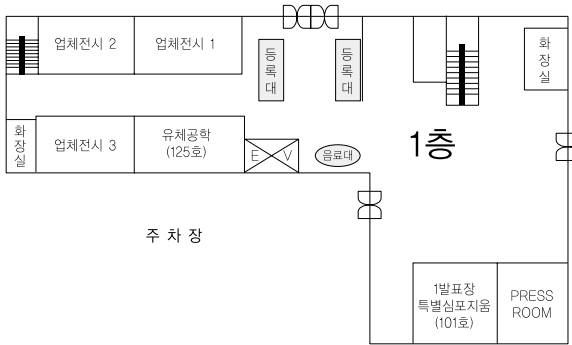 업체전시 2
업체전시 1
등록대
등록대
화장실
화장실
업체전시 3
유체공학
(125호)
E V
음료대
1층
주 차 장
1발표장
특별심포지움
(101호)
PRESS
ROOM